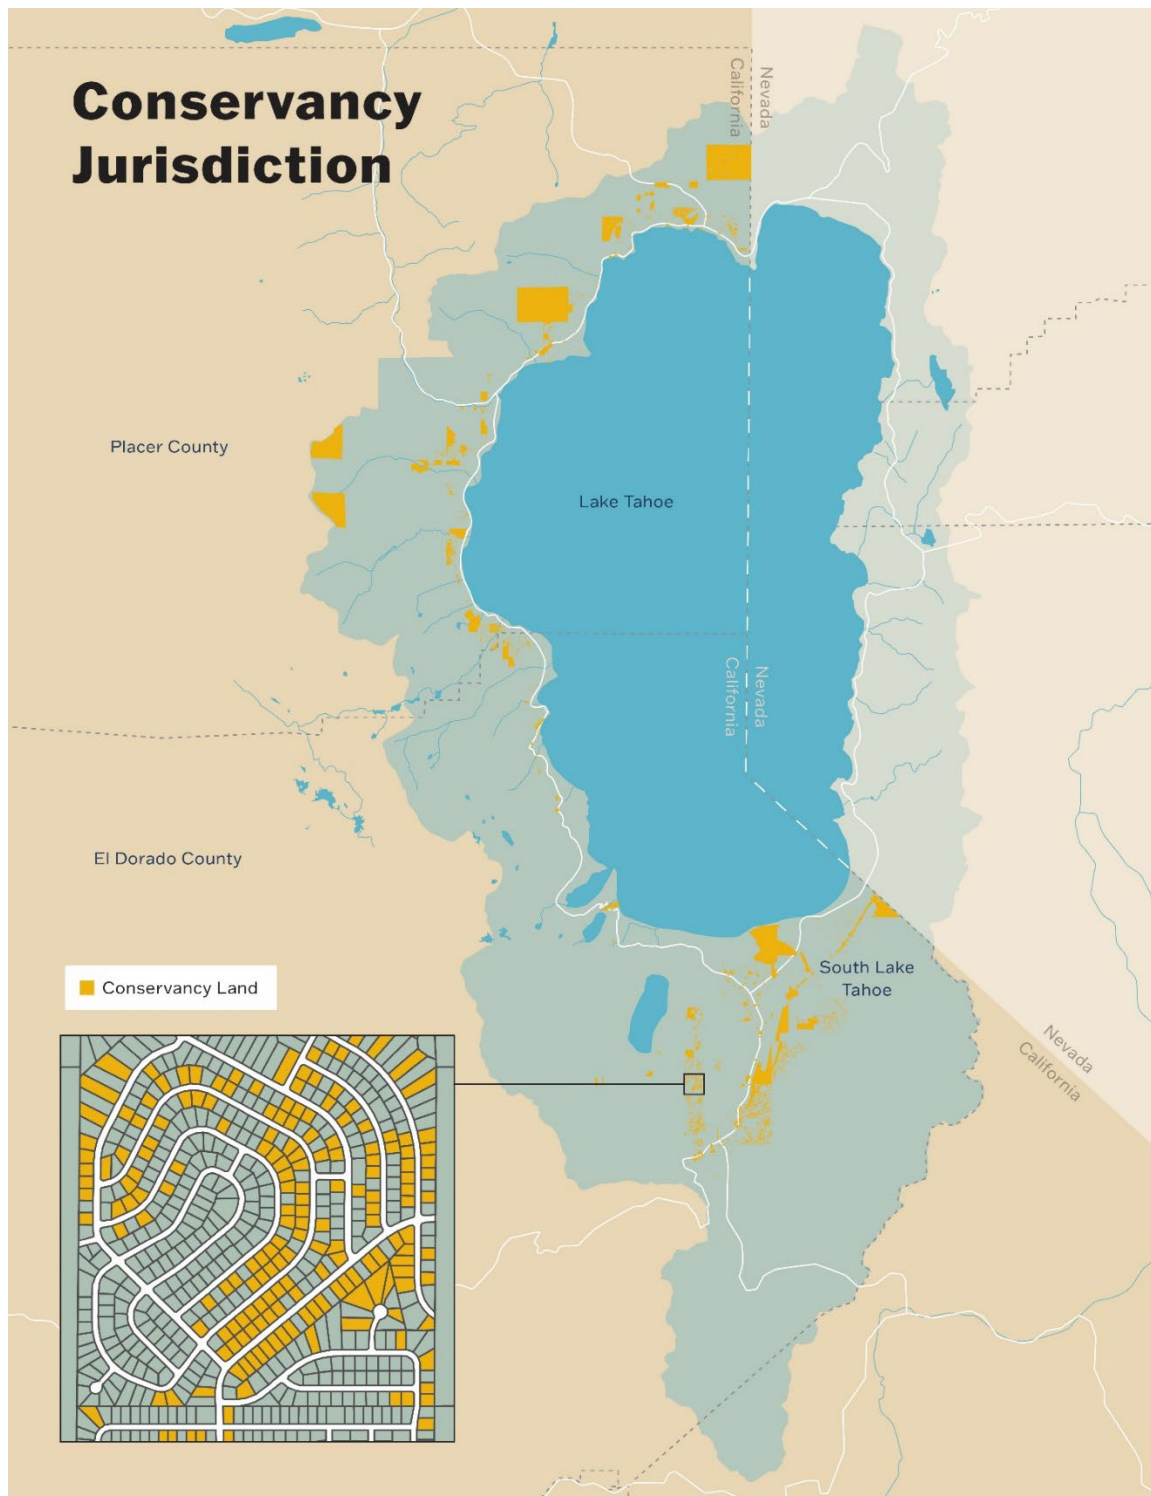 Conservancy
Jurisdiction
California
Nevada
Placer County
Lake Tahoe
California
Nevada
El Dorado County
South Lake
Tahoe
Conservancy Land
Nevada
California